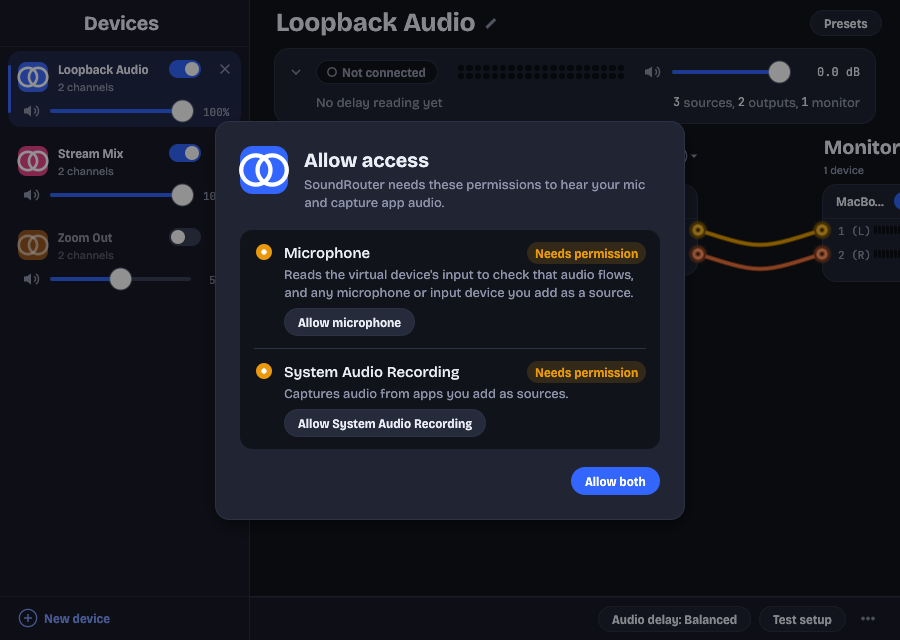 Devices
Loopback Audio
2 channels
100%
Stream Mix
2 channels
Zoom Out
2 channels
New device
Loopback Audio
Presets
Not connected
0.0 dB
No delay reading yet
3 sources, 2 outputs, 1 monitor
Monitor
1 device
MacBo...
1 (L)
2 (R)
Allow access
SoundRouter needs these permissions to hear your mic
and capture app audio.
Microphone
Needs permission
Reads the virtual device's input to check that audio flows,
and any microphone or input device you add as a source.
Allow microphone
System Audio Recording
Needs permission
Captures audio from apps you add as sources.
Allow System Audio Recording
Allow both
Audio delay: Balanced
Test setup